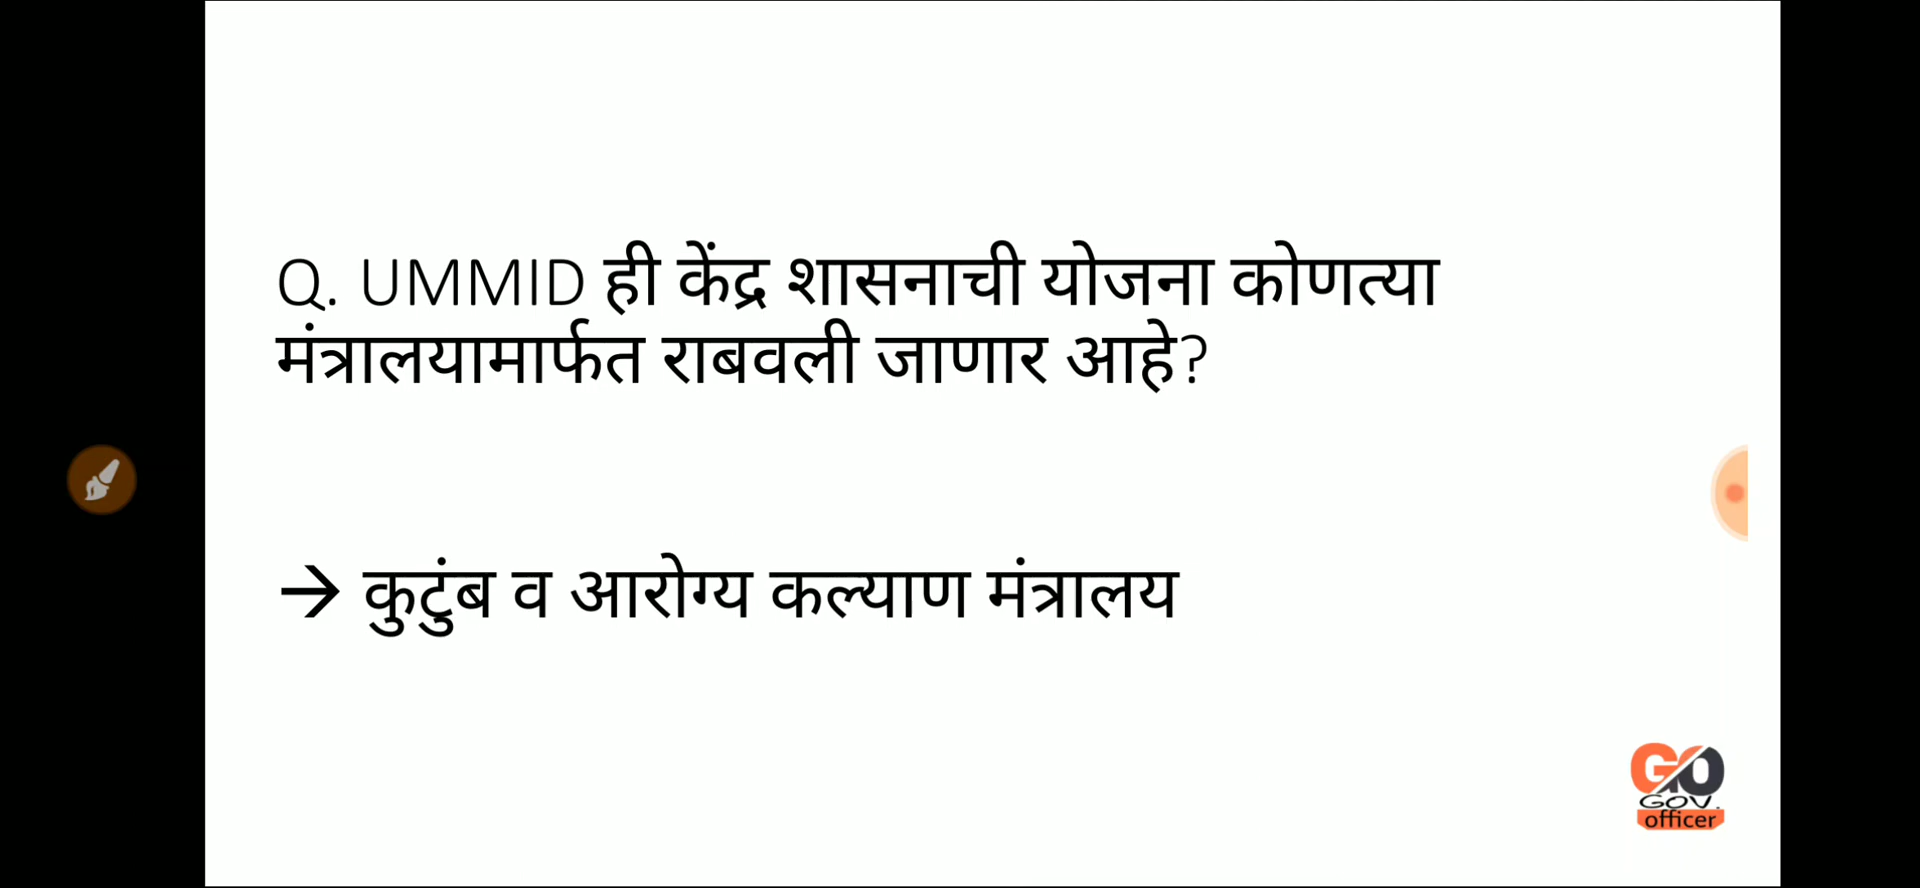 Q. UMMID ही केंद्र शासनाची योजना कोणत्या
मंत्रालयामार्फत राबवली जाणार आहे?
→ कुटुंब व आरोग्य कल्याण मंत्रालय
GO
GOV.
officer